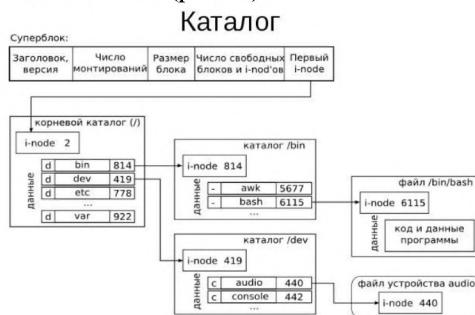 Каталог
Суперблок:
Заголовок, версия
Число монтирований
Размер блока
Число свободных блоков и i-nod'ов
Первый i-node
корневой каталог (/)
i-node 2
данные
d bin 814
d dev 419
d etc 778
...
d var 922
каталог /bin
i-node 814
данные
- awk 5677
- bash 6115
...
файл /bin/bash
i-node 6115
код и данные
программы
каталог /dev
i-node 419
данные
c audio 440
c console 442
...
файл устройства audio
i-node 440